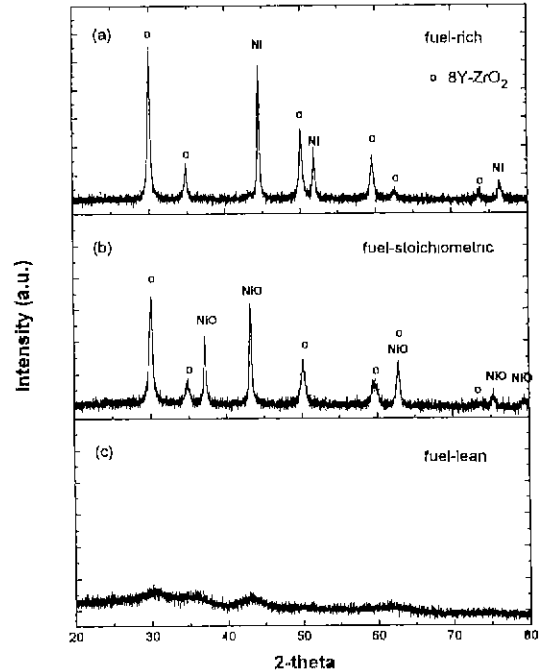 (a)
fuel-rich
o 8Y-ZrO2
o
o
Ni
o
Ni
o
o
o
Ni
(b)
fuel-stoichiometric
o
o
NiO
NiO
o
o
o
NiO
o
NiO
NiO
(c)
fuel-lean
Intensity (a.u.)
20 30 40 50 60 70 80
2-theta